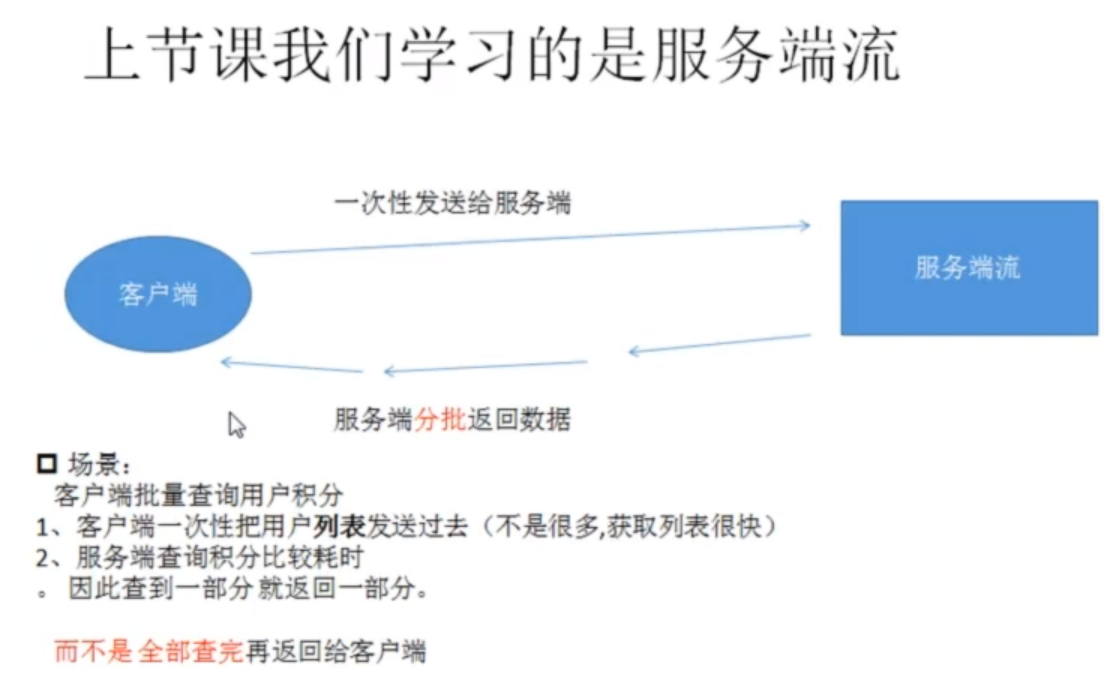 上节课我们学习的是服务端流
一次性发送给服务端
客户端
服务端流
服务端分批返回数据
场景：
客户端批量查询用户积分
1、客户端一次性把用户列表发送过去（不是很多,获取列表很快）
2、服务端查询积分比较耗时
。因此查到一部分 就返回一部分。
而不是 全部查完再返回给客户端